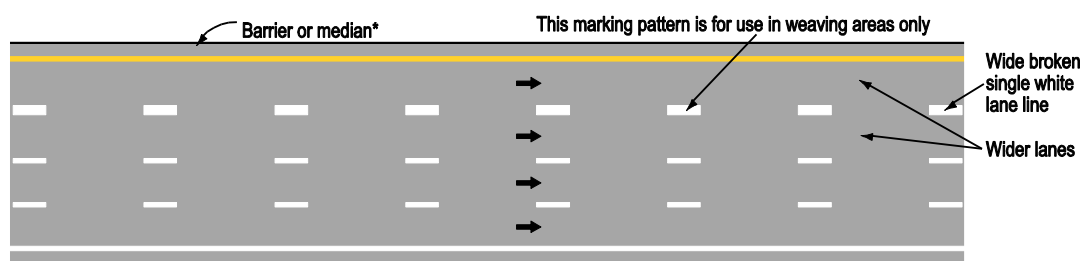 Barrier or median*
This marking pattern is for use in weaving areas only
Wide broken
single white
lane line
Wider lanes